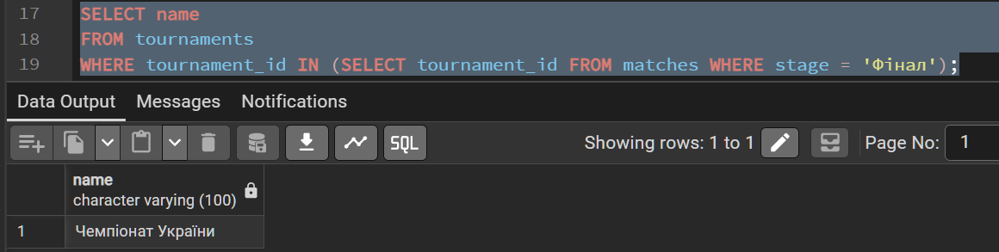 17 SELECT name
18 FROM tournaments
19 WHERE tournament_id IN (SELECT tournament_id FROM matches WHERE stage = 'Фінал');
Data Output Messages Notifications
SQL Showing rows: 1 to 1 Page No: 1
name
character varying (100)
1 Чемпіонат України